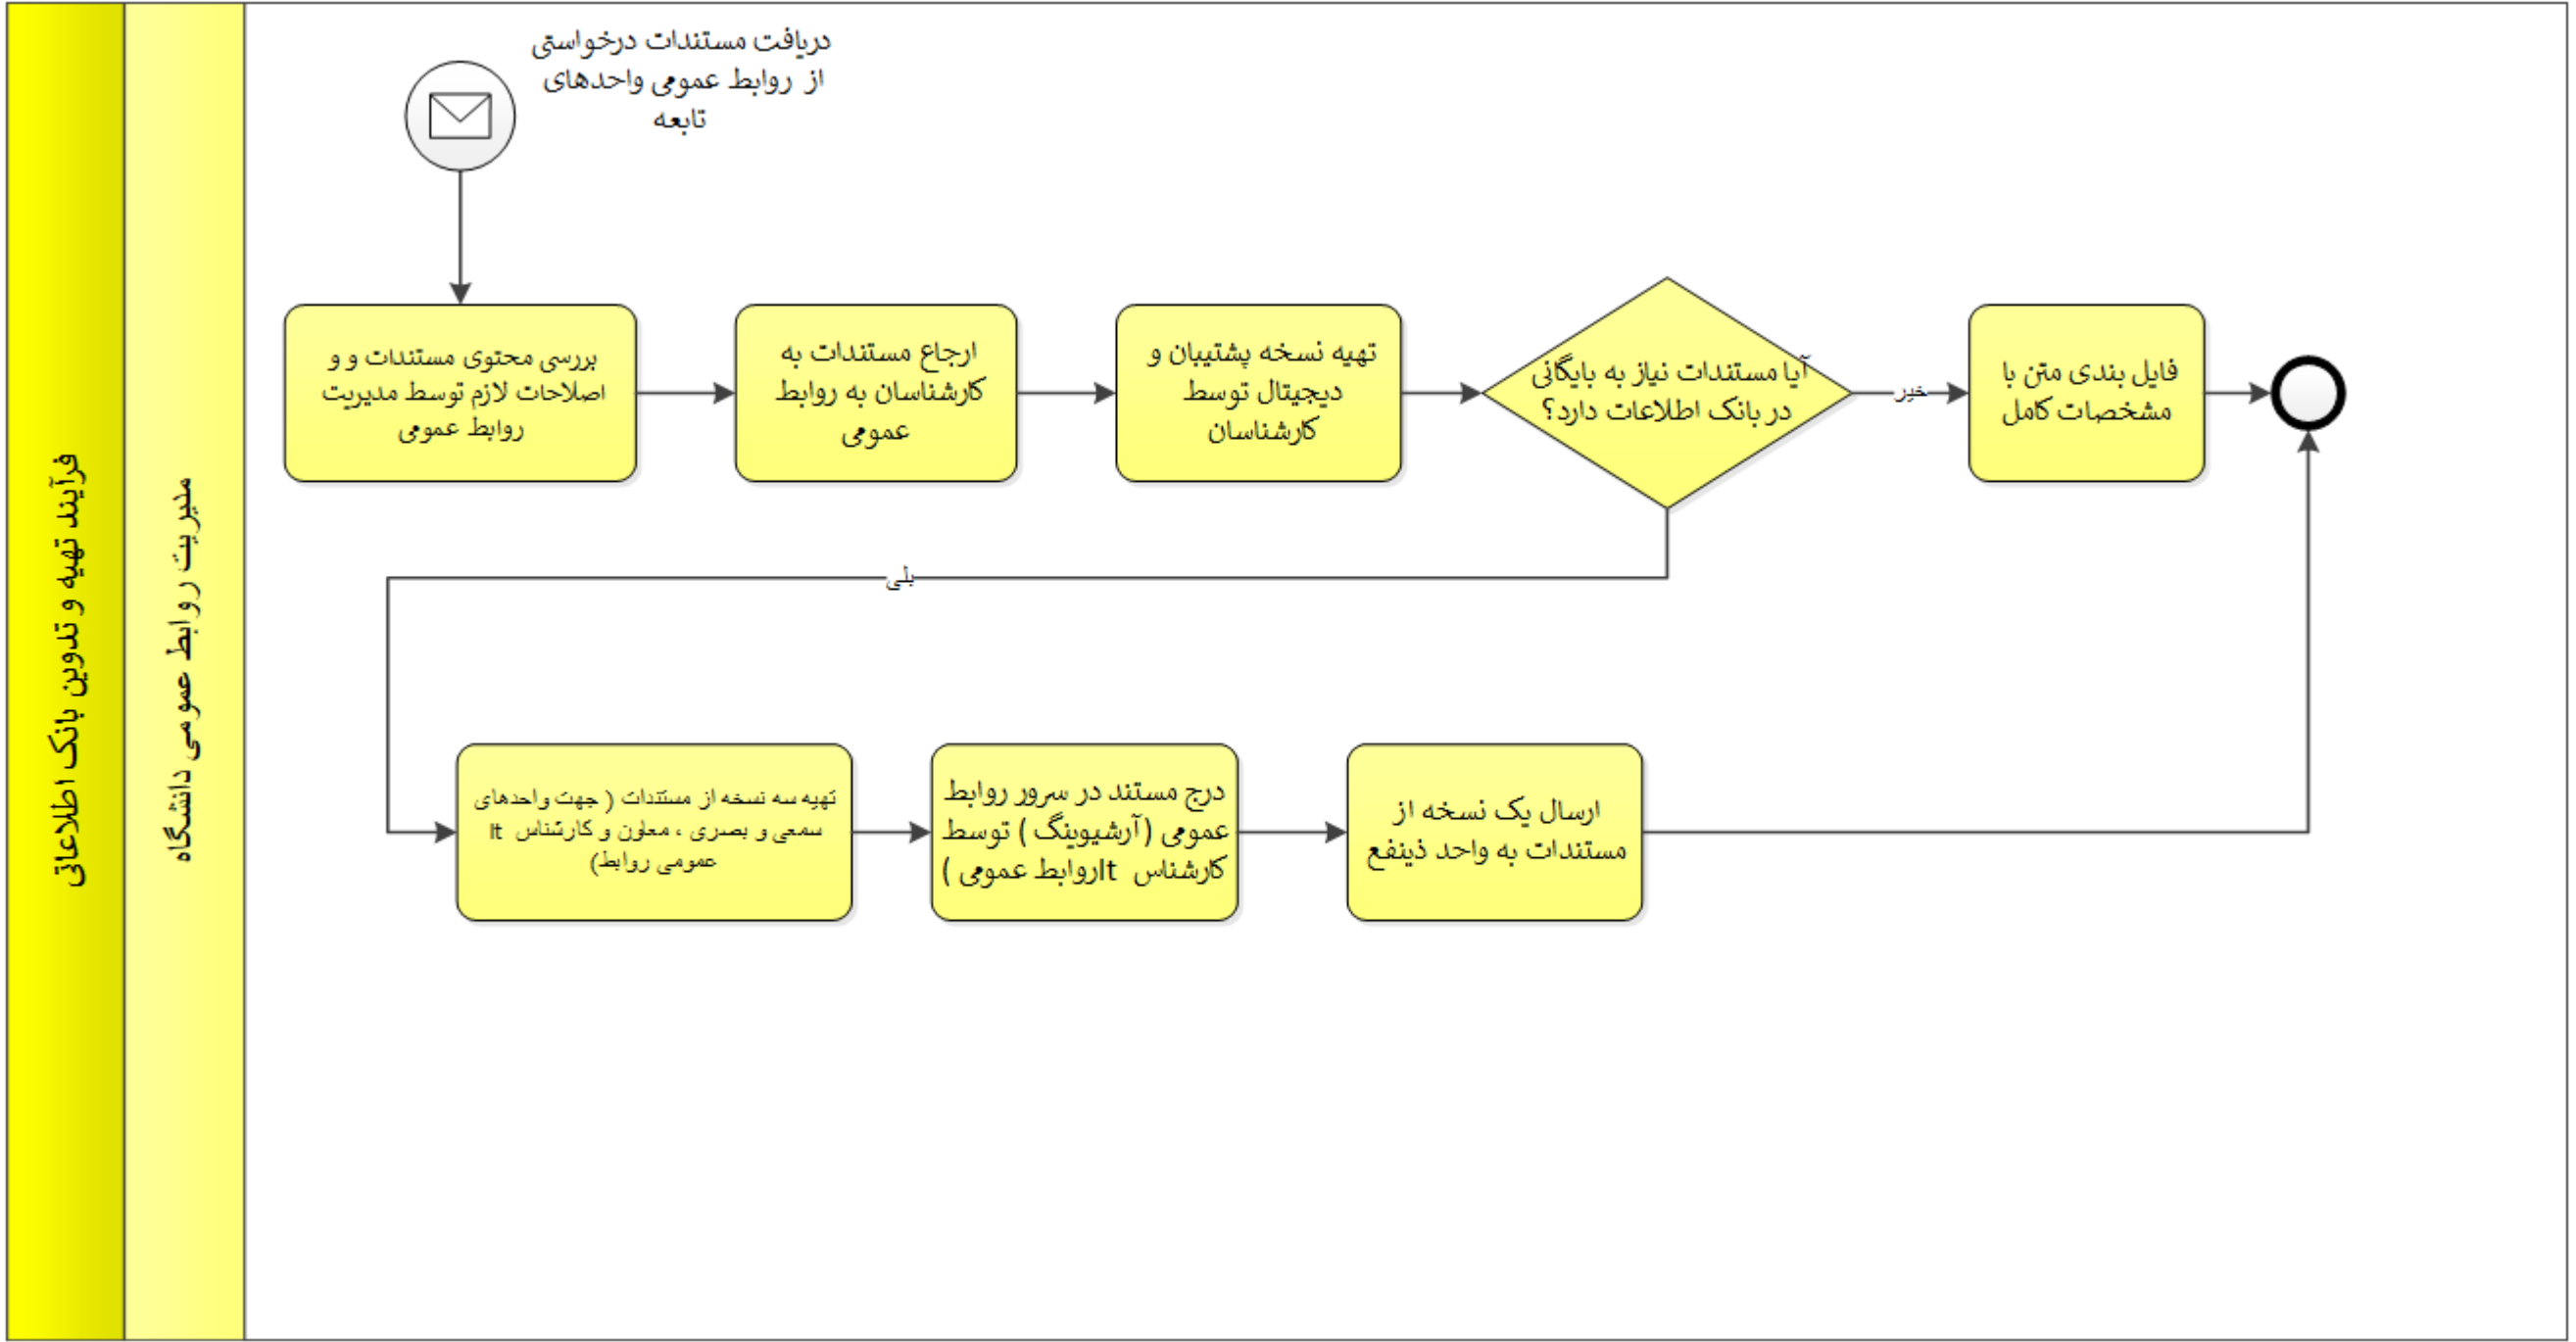 فرآیند تهیه و تدوین بانک اطلاعاتی
مدیریت روابط عمومی دانشگاه
دریافت مستندات درخواستی
از روابط عمومی واحدهای
تابعه
بررسی محتوی مستندات و و
اصلاحات لازم توسط مدیریت
روابط عمومی
ارجاع مستندات به
کارشناسان به روابط
عمومی
تهیه نسخه پشتیبان و
دیجیتال توسط
کارشناسان
آیا مستندات نیاز به بایگانی
در بانک اطلاعات دارد؟
خیر
فایل بندی متن با
مشخصات کامل
بلی
تهیه سه نسخه از مستندات ( جهت واحدهای
سمعی و بصری ، معاون و کارشناس It
عمومی روابط)
درج مستند در سرور روابط
عمومی (آرشیوینگ ) توسط
کارشناس Itروابط عمومی )
ارسال یک نسخه از
مستندات به واحد ذینفع